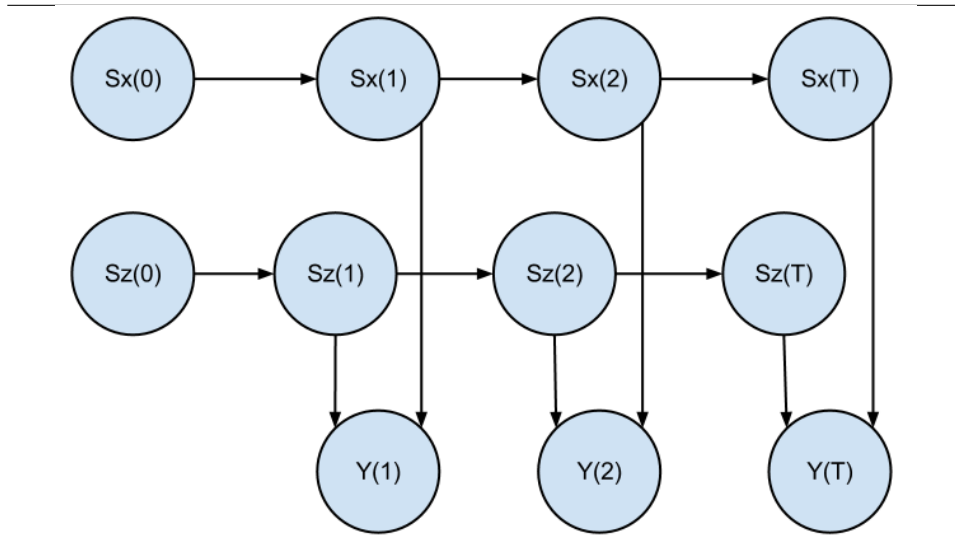 Sx(0) Sx(1) Sx(2) Sx(T)
Sz(0) Sz(1) Sz(2) Sz(T)
Y(1) Y(2) Y(T)